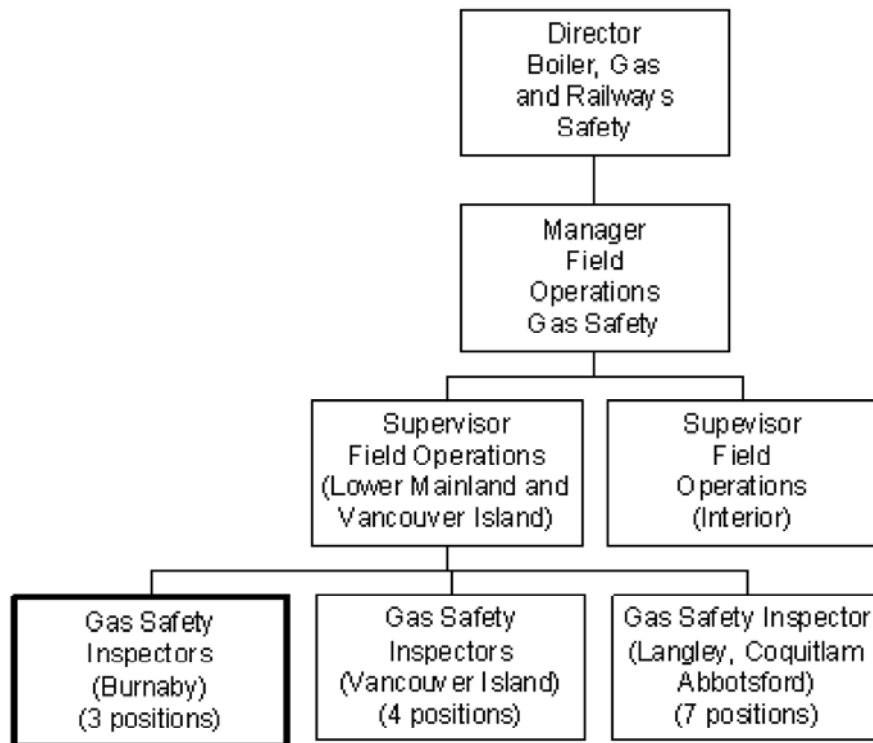 Director
Boiler, Gas
and Railways
Safety
Manager
Field
Operations
Gas Safety
Supervisor
Field Operations
(Lower Mainland and
Vancouver Island)
Supevisor
Field
Operations
(Interior)
Gas Safety
Inspectors
(Burnaby)
(3 positions)
Gas Safety
Inspectors
(Vancouver Island)
(4 positions)
Gas Safety Inspector
(Langley, Coquitlam
Abbotsford)
(7 positions)